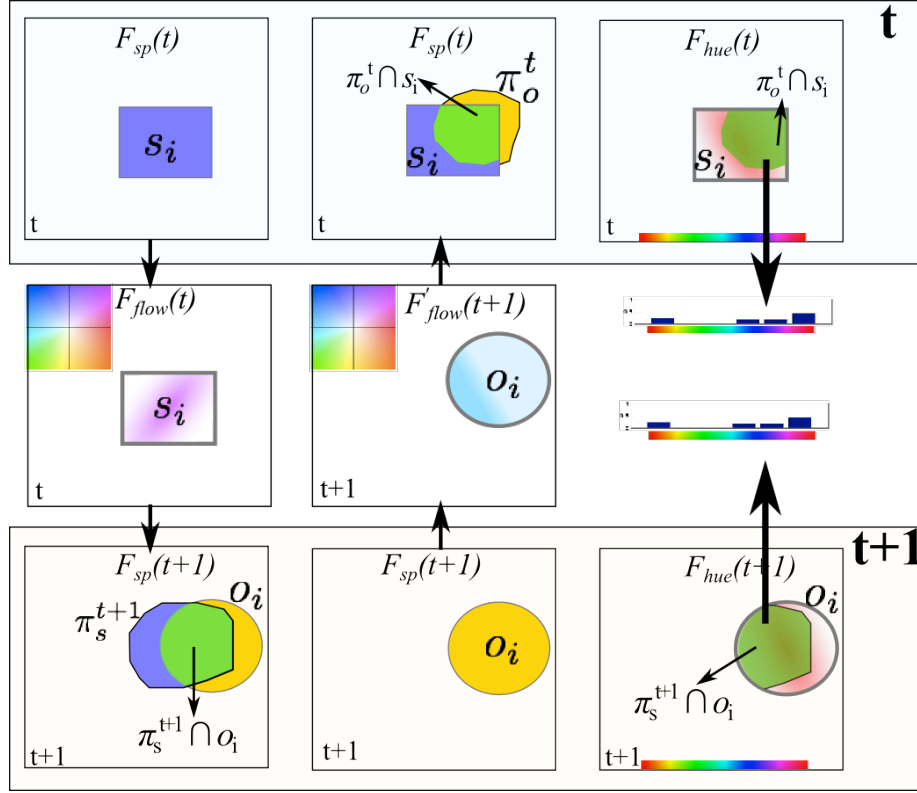 t
F_sp(t)
s_i
t
F_sp(t)
π_o^t ∩ s_i
π_o^t
s_i
t
F_hue(t)
π_o^t ∩ s_i
s_i
t
F_flow(t)
s_i
t
F'_flow(t+1)
o_i
t+1
t+1
F_sp(t+1)
o_i
π_s^{t+1}
π_s^{t+1} ∩ o_i
t+1
F_sp(t+1)
o_i
t+1
F_hue(t+1)
o_i
π_s^{t+1} ∩ o_i
t+1